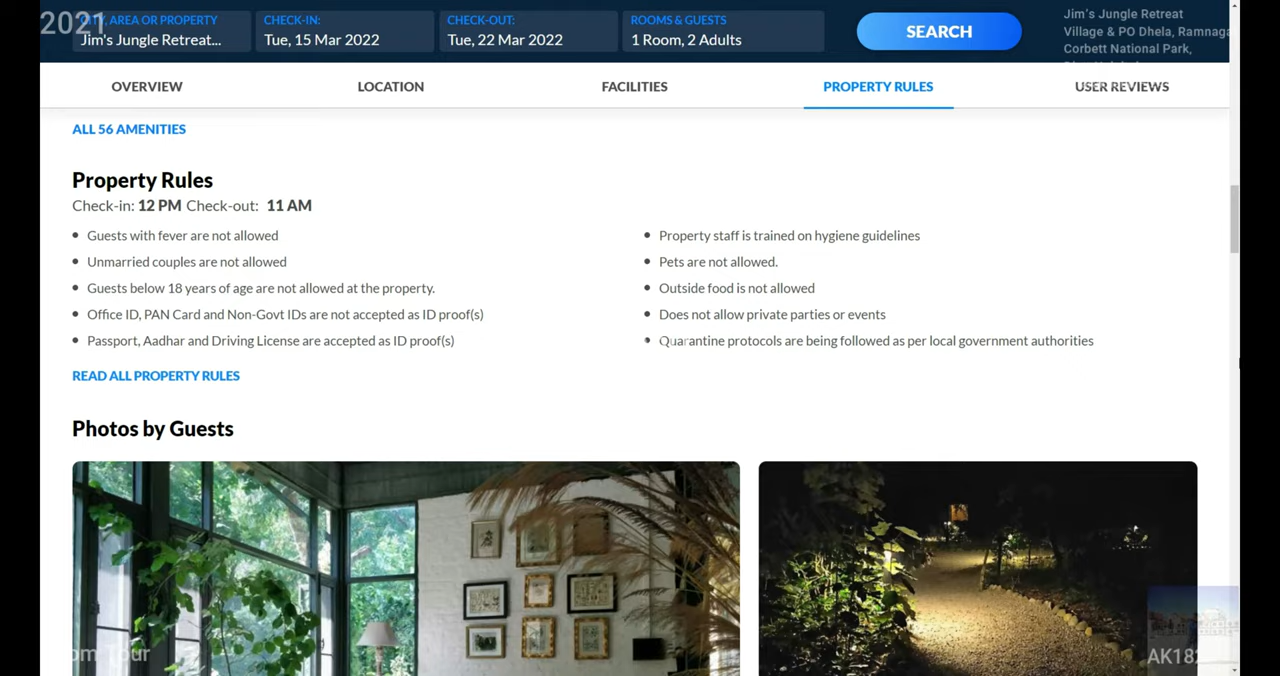 2021
CITY, AREA OR PROPERTY
Jim's Jungle Retreat...
CHECK-IN:
Tue, 15 Mar 2022
CHECK-OUT:
Tue, 22 Mar 2022
ROOMS & GUESTS
1 Room, 2 Adults
SEARCH
Jim's Jungle Retreat
Village & PO Dhela, Ramnaga
Corbett National Park,
OVERVIEW
LOCATION
FACILITIES
PROPERTY RULES
USER REVIEWS
ALL 56 AMENITIES
Property Rules
Check-in: 12 PM Check-out: 11 AM
Guests with fever are not allowed
Unmarried couples are not allowed
Guests below 18 years of age are not allowed at the property.
Office ID, PAN Card and Non-Govt IDs are not accepted as ID proof(s)
Passport, Aadhar and Driving License are accepted as ID proof(s)
Property staff is trained on hygiene guidelines
Pets are not allowed.
Outside food is not allowed
Does not allow private parties or events
Quarantine protocols are being followed as per local government authorities
READ ALL PROPERTY RULES
Photos by Guests
om Tour
AK182